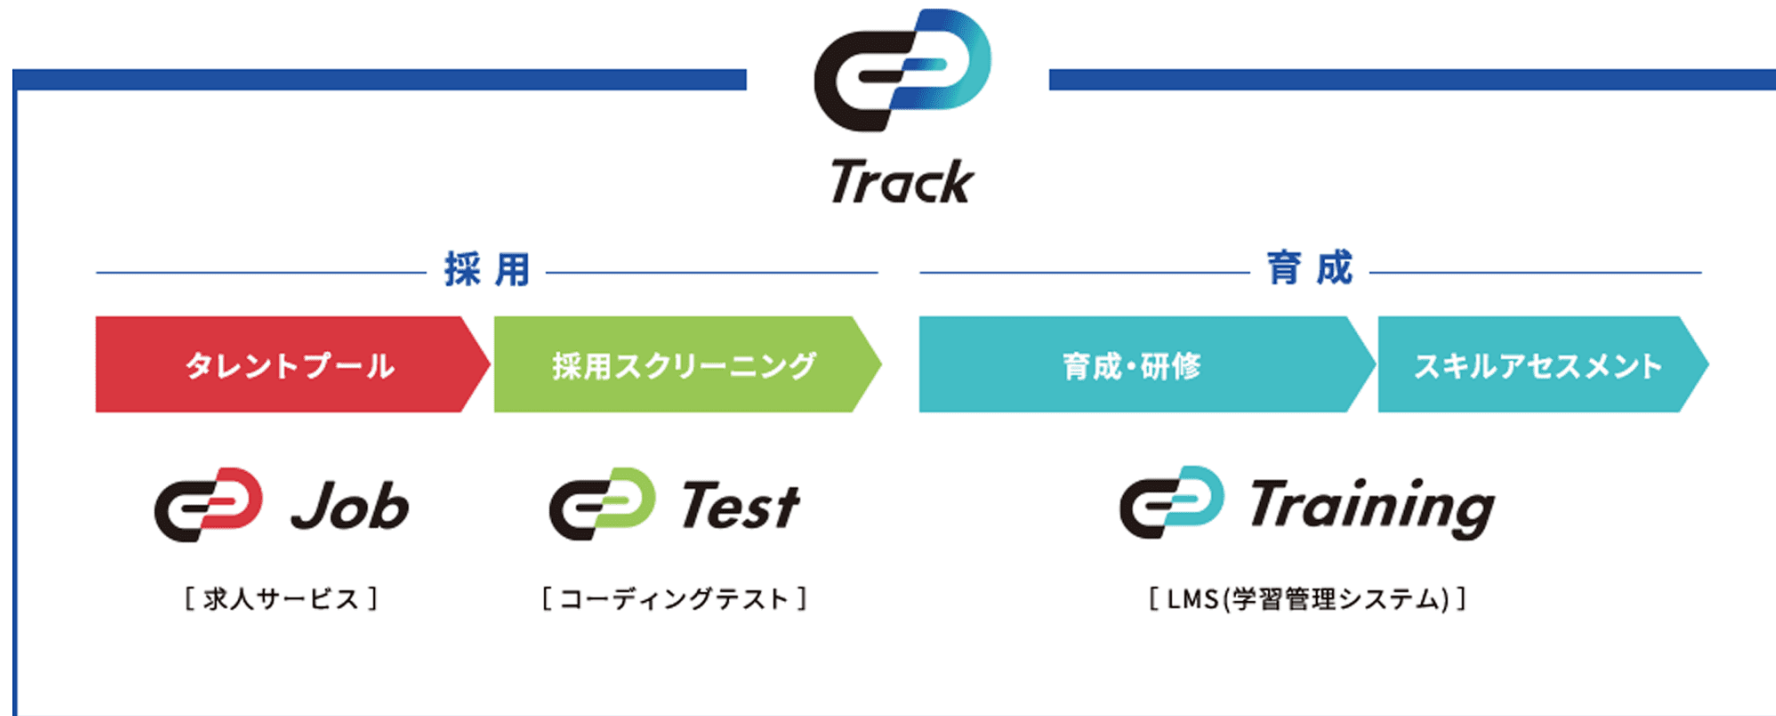 Track
採用
育成
タレントプール
採用スクリーニング
育成・研修
スキルアセスメント
Job
Test
Training
[ 求人サービス ]
[ コーディングテスト ]
[ LMS(学習管理システム) ]